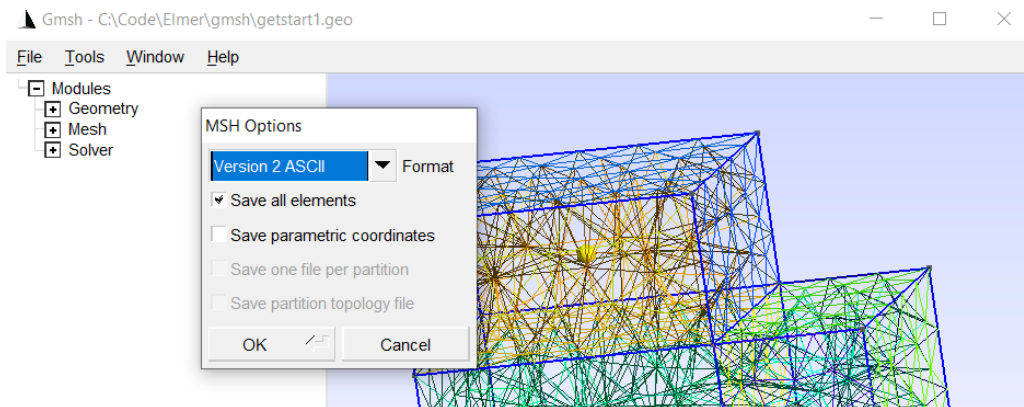 Gmsh - C:\Code\Elmer\gmsh\getstart1.geo
File Tools Window Help
Modules
Geometry
Mesh
Solver
MSH Options
Version 2 ASCII Format
Save all elements
Save parametric coordinates
Save one file per partition
Save partition topology file
OK Cancel